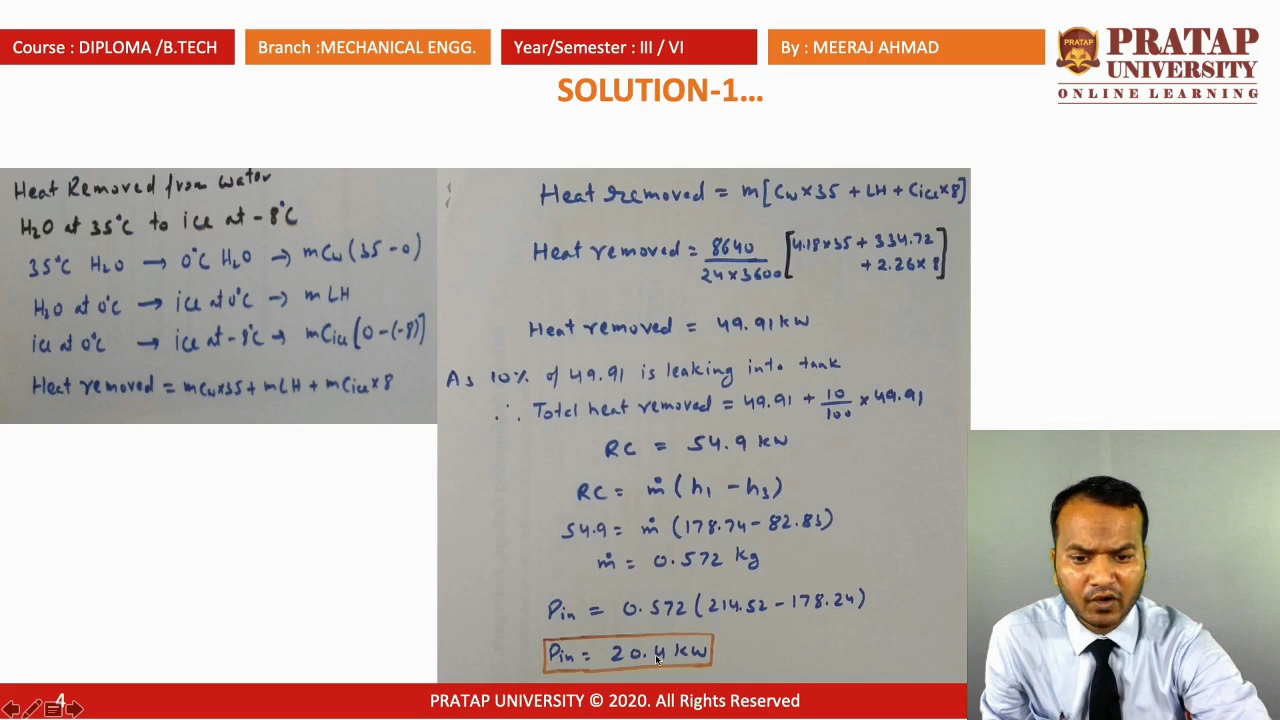 Course : DIPLOMA /B.TECH
Branch :MECHANICAL ENGG.
Year/Semester : III / VI
By : MEERAJ AHMAD
PRATAP
PRATAP
UNIVERSITY
ONLINE LEARNING
SOLUTION-1…
Heat Removed from water
H₂O at 35°C to ice at -8°C
35°C H₂O → 0°C H₂O → mCw (35-0)
H₂O at 0°C → ice at 0°C → m LH
ice at 0°C → ice at -8°C → mCice [0-(-8)]
Heat removed = mCw×35 + mLH + mCice×8
Heat removed = m[Cw×35 + LH + Cice×8]
Heat removed = 8640/24×3600 [4.18×35 + 334.72
+ 2.26×8]
Heat removed = 49.91 kW
As 10% of 49.91 is leaking into tank
∴ Total heat removed = 49.91 + 10/100 × 49.91
RC = 54.9 kW
RC = ṁ (h₁ - h₃)
54.9 = ṁ (178.74 - 82.83)
ṁ = 0.572 kg
Pin = 0.572 (214.52 - 178.24)
Pin = 20.4 kW
4
PRATAP UNIVERSITY © 2020. All Rights Reserved